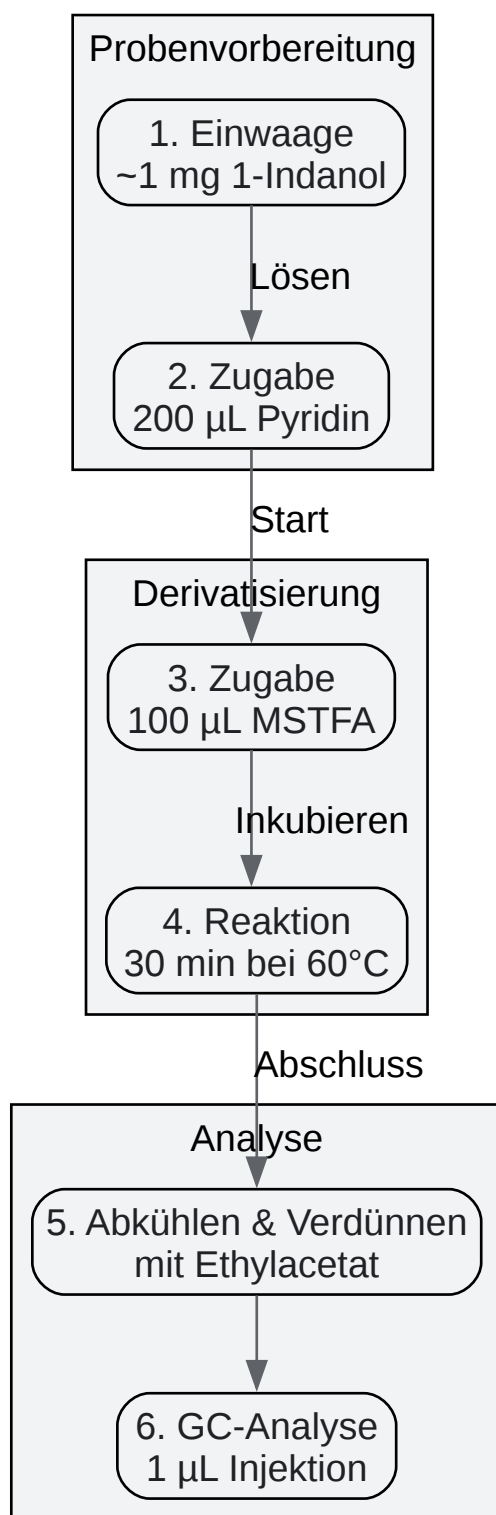 Probenvorbereitung
1. Einwaage
~1 mg 1-Indanol
Lösen
2. Zugabe
200 µL Pyridin
Start
Derivatisierung
3. Zugabe
100 µL MSTFA
Inkubieren
4. Reaktion
30 min bei 60°C
Abschluss
Analyse
5. Abkühlen & Verdünnen
mit Ethylacetat
6. GC-Analyse
1 µL Injektion